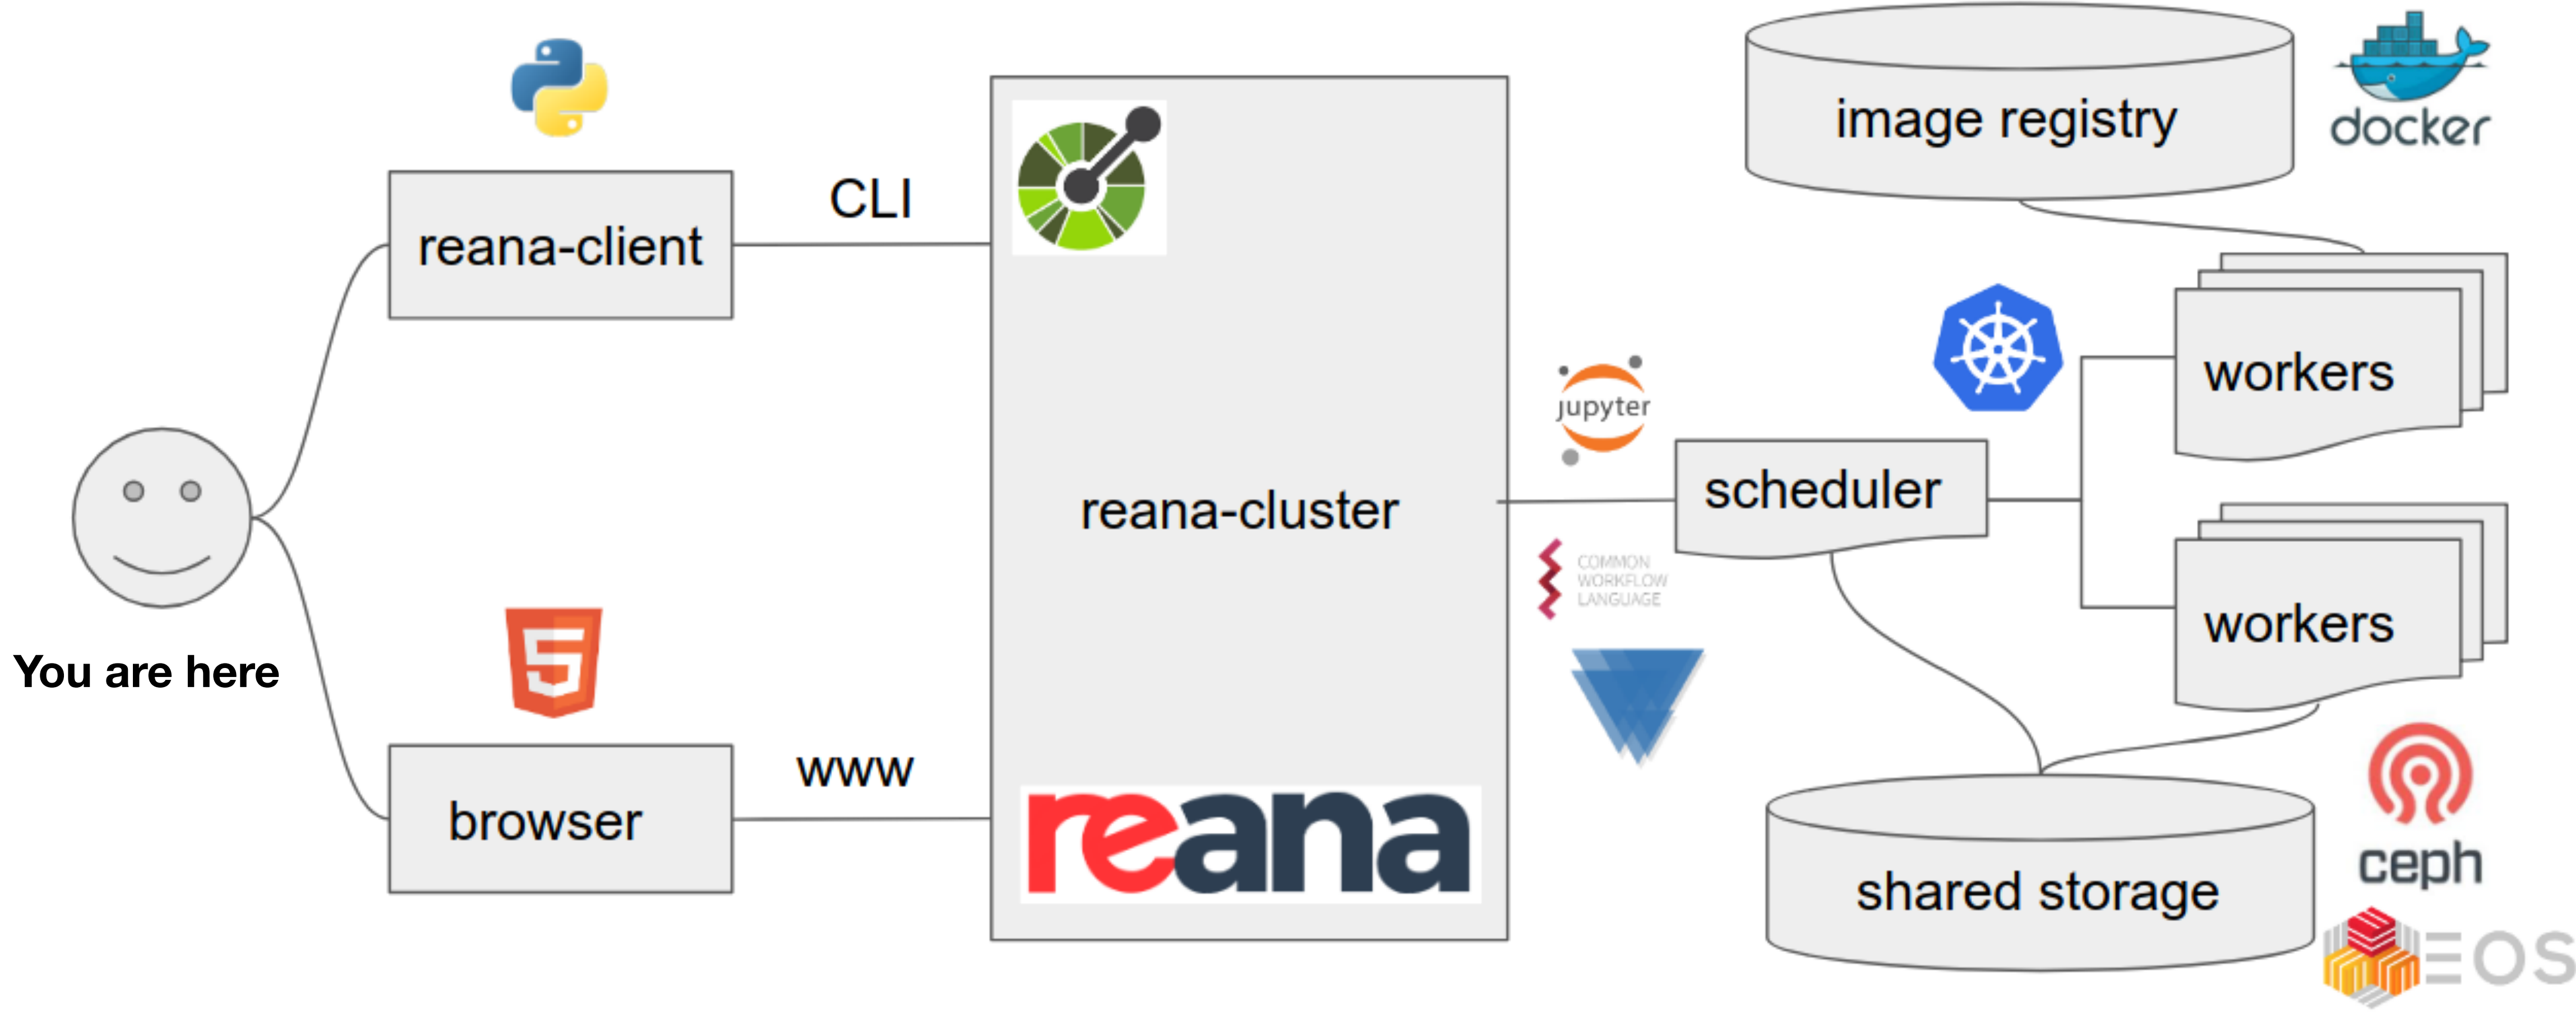 reana-client
CLI
You are here
5
browser
www
reana-cluster
reana
jupyter
COMMON
WORKFLOW
LANGUAGE
scheduler
image registry
docker
workers
workers
shared storage
ceph
EOS